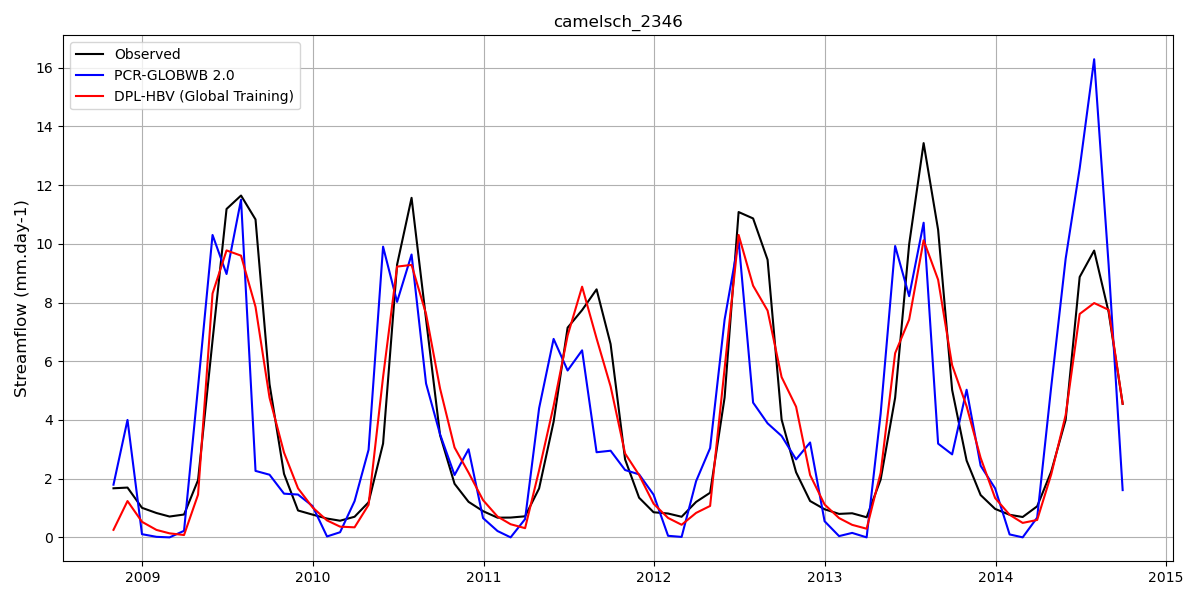 camelsch_2346
Observed
PCR-GLOBWB 2.0
DPL-HBV (Global Training)
Streamflow (mm.day-1)
16
14
12
10
8
6
4
2
0
2009 2010 2011 2012 2013 2014 2015